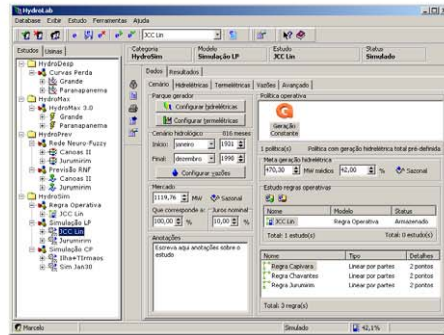 HydroLab
Database Exibir Estudo Ferramentas Ajuda
JCC Lin
Estudos Usinas
Categoria Modelo Estudo Status
HydroSim Simulação LP JCC Lin Simulado
HydroDesp
Curvas Perda
Grande
Paranapanema
HydroMax
HydroMax 3.0
Grande
Paranapanema
HydroPrev
Rede Neuro-Fuzzy
Canoas II
Jurumirim
Previsão RNF
Canoas II
Jurumirim
HydroSim
Regra Operativa
JCC Lin
Simulação LP
JCC Lin
Jurumirim
Simulação CP
Ilha+TIrmaos
Sim Jan30
Dados Resultados
Cenário Hidrelétricas Termelétricas Vazões Avançado
Parque gerador
Configurar hidrelétricas
Configurar termelétricas
Cenário hidrológico 816 meses
Início: janeiro 1931
Final: dezembro 1998
Configurar vazões
Mercado
1119,76 MW Sazonal
Que corresponde a: Juros nominal
100,00 % 10,00 %
Anotações
Escreva aqui anotações sobre o
estudo
Política operativa
Geração
Constante
1 política(s) Política com geração hidráulica total pré-definida
Meta geração hidrelétrica
470,30 MW médios 42,00 % Sazonal
Estudo regras operativas
Nome Modelo Status
JCC Lin Regra Operativa Armazenado
Total: 1 estudo(s) Total: 0 estudo(s)
Nome Tipo Detalhes
Regra Capivara Linear por partes 2 pontos
Regra Chavantes Linear por partes 2 pontos
Regra Jurumirim Linear por partes 2 pontos
Total: 3 regra(s)
Marcelo Simulado 42,1%